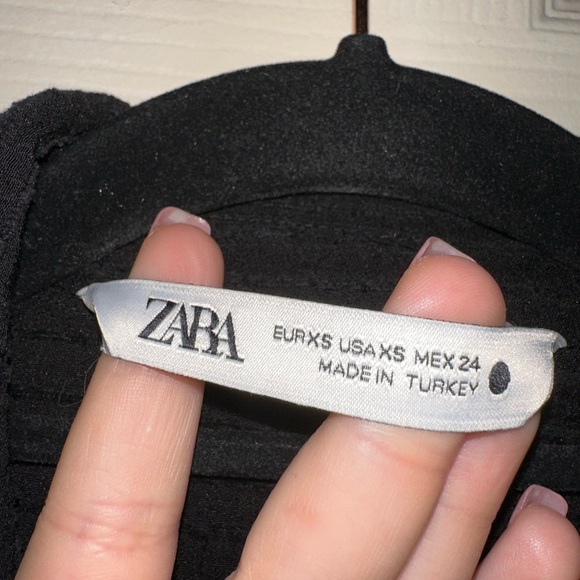 ZARA
EUR XS USA XS MEX 24
MADE IN TURKEY